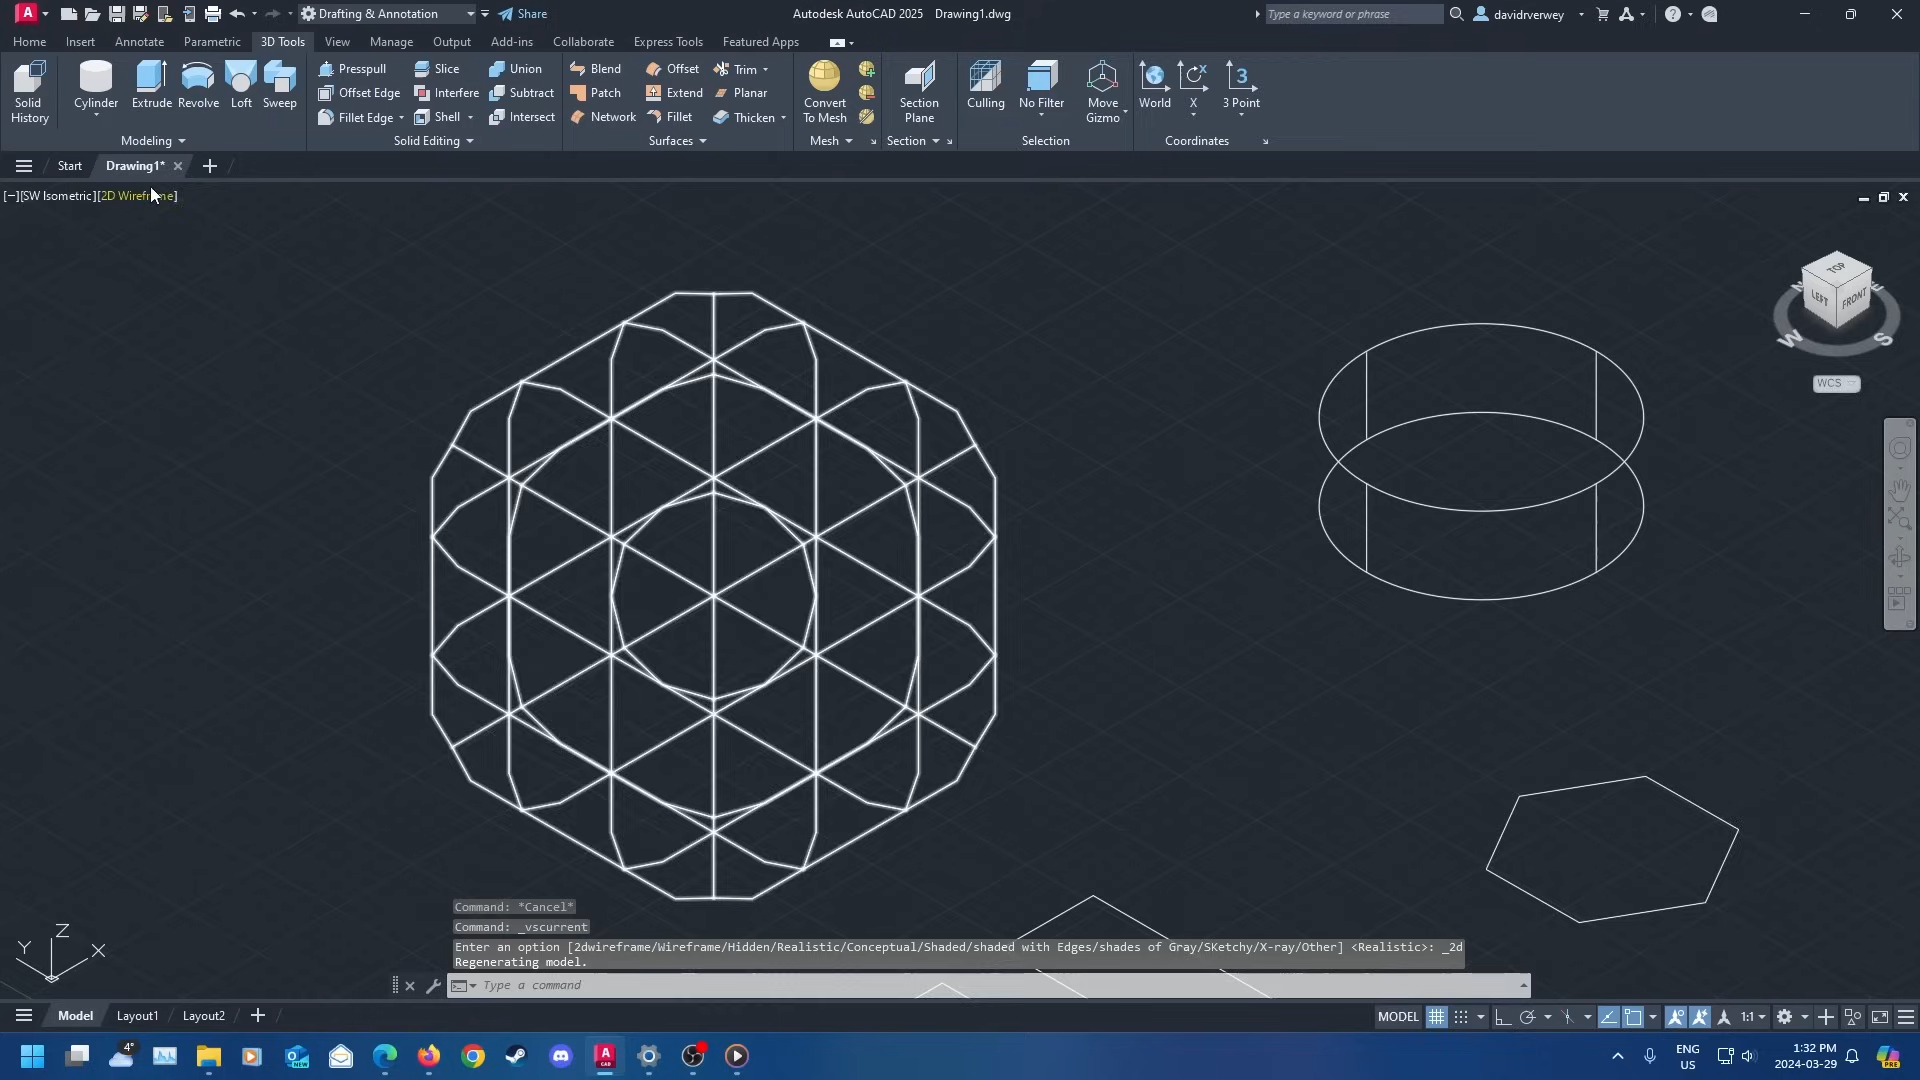 A CAD Drafting & Annotation Share Autodesk AutoCAD 2025 Drawing1.dwg Type a keyword or phrase davidrverwey
Home Insert Annotate Parametric 3D Tools View Manage Output Add-ins Collaborate Express Tools Featured Apps
Presspull Slice Union Blend Offset Trim
Offset Edge Interfere Subtract Patch Extend Planar
Solid History Cylinder Extrude Revolve Loft Sweep
Fillet Edge Shell Intersect Network Fillet Thicken
Convert To Mesh Section Plane Culling No Filter Move Gizmo World X 3 Point
Modeling Solid Editing Surfaces Mesh Section Selection Coordinates
Start Drawing1*
[−][SW Isometric][2D Wireframe]
TOP
LEFT FRONT
W S
WCS
Command: *Cancel*
Command: _vscurrent
Enter an option [2dwireframe/Wireframe/Hidden/Realistic/Conceptual/Shaded/shaded with Edges/shades of Gray/SKetchy/X-ray/Other] <Realistic>: _2d
Regenerating model.
Z
Y X
Type a command
Model Layout1 Layout2 MODEL 1:1
4°
NEW
A CAD
ENG
US
1:32 PM
2024-03-29
PRE